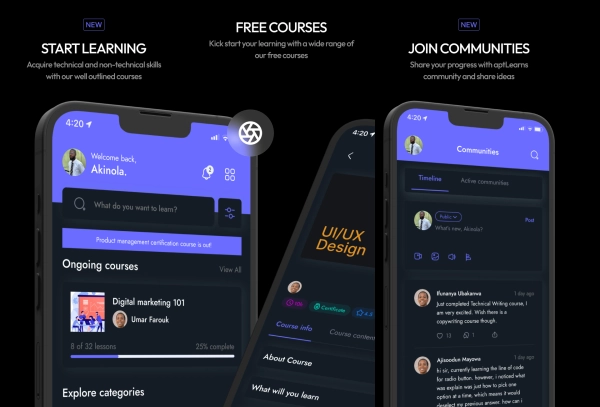 NEW
START LEARNING
Acquire technical and non-technical skills
with our well outlined courses
4:20
Welcome back,
Akinola.
What do you want to learn?
Product management certification course is out!
Ongoing courses
View All
Digital marketing 101
Umar Farouk
8 of 32 lessons
25% complete
Explore categories
FREE COURSES
Kick start your learning with a wide range of
our free courses
4:20
UI/UX
Design
Certificate
4.5
Course info
Course content
About Course
What will you learn
NEW
JOIN COMMUNITIES
Share your progress with aptLearns
community and share ideas
4:20
Communities
Timeline
Active communities
Public
Post
What's new, Akinola?
Ifunanya Ubakanwa
1 day ago
Just completed Technical Writing course, I
am very excited. Wish there is a
copywriting course though.
13
1
Ajisoodun Mayowa
1 day ago
hi sir, currently learning the line of code
for radio button. however, i noticed what
was explain was just how to pick one
option at a time, which means it would
deselect my previous answer. how can i